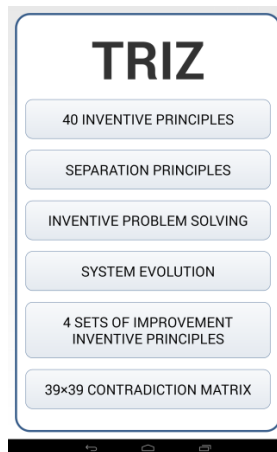 TRIZ
40 INVENTIVE PRINCIPLES
SEPARATION PRINCIPLES
INVENTIVE PROBLEM SOLVING
SYSTEM EVOLUTION
4 SETS OF IMPROVEMENT
INVENTIVE PRINCIPLES
39×39 CONTRADICTION MATRIX